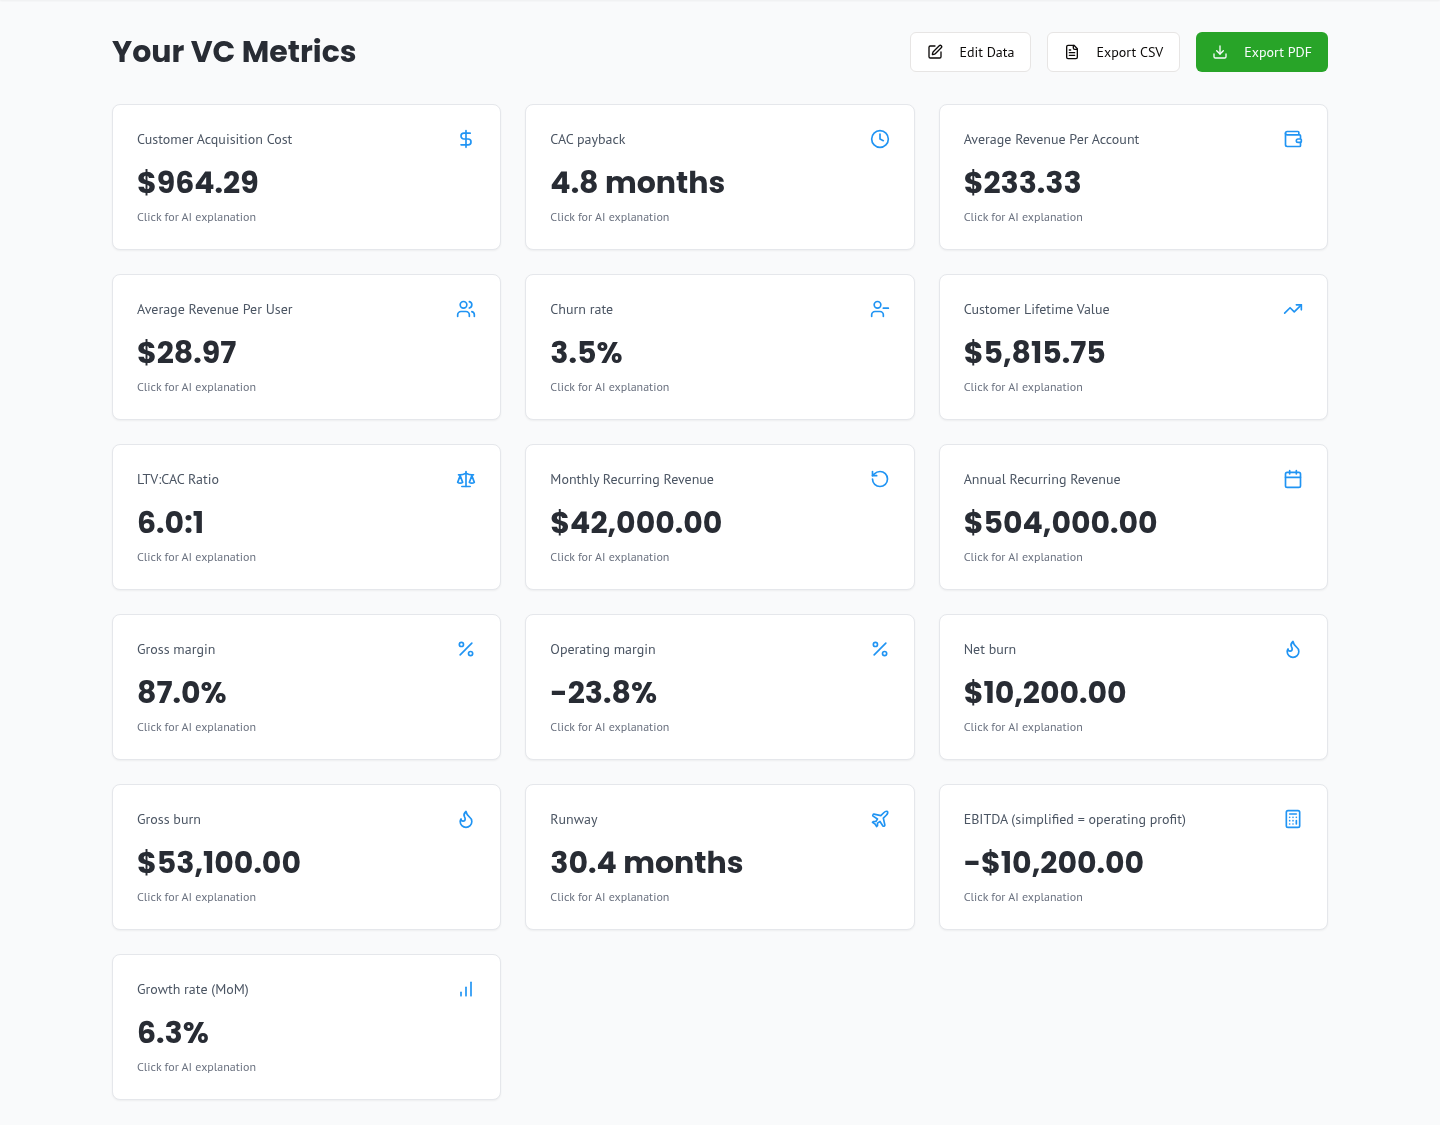 Your VC Metrics
Edit Data
Export CSV
Export PDF
Customer Acquisition Cost
$964.29
Click for AI explanation
CAC payback
4.8 months
Click for AI explanation
Average Revenue Per Account
$233.33
Click for AI explanation
Average Revenue Per User
$28.97
Click for AI explanation
Churn rate
3.5%
Click for AI explanation
Customer Lifetime Value
$5,815.75
Click for AI explanation
LTV:CAC Ratio
6.0:1
Click for AI explanation
Monthly Recurring Revenue
$42,000.00
Click for AI explanation
Annual Recurring Revenue
$504,000.00
Click for AI explanation
Gross margin
87.0%
Click for AI explanation
Operating margin
-23.8%
Click for AI explanation
Net burn
$10,200.00
Click for AI explanation
Gross burn
$53,100.00
Click for AI explanation
Runway
30.4 months
Click for AI explanation
EBITDA (simplified = operating profit)
-$10,200.00
Click for AI explanation
Growth rate (MoM)
6.3%
Click for AI explanation